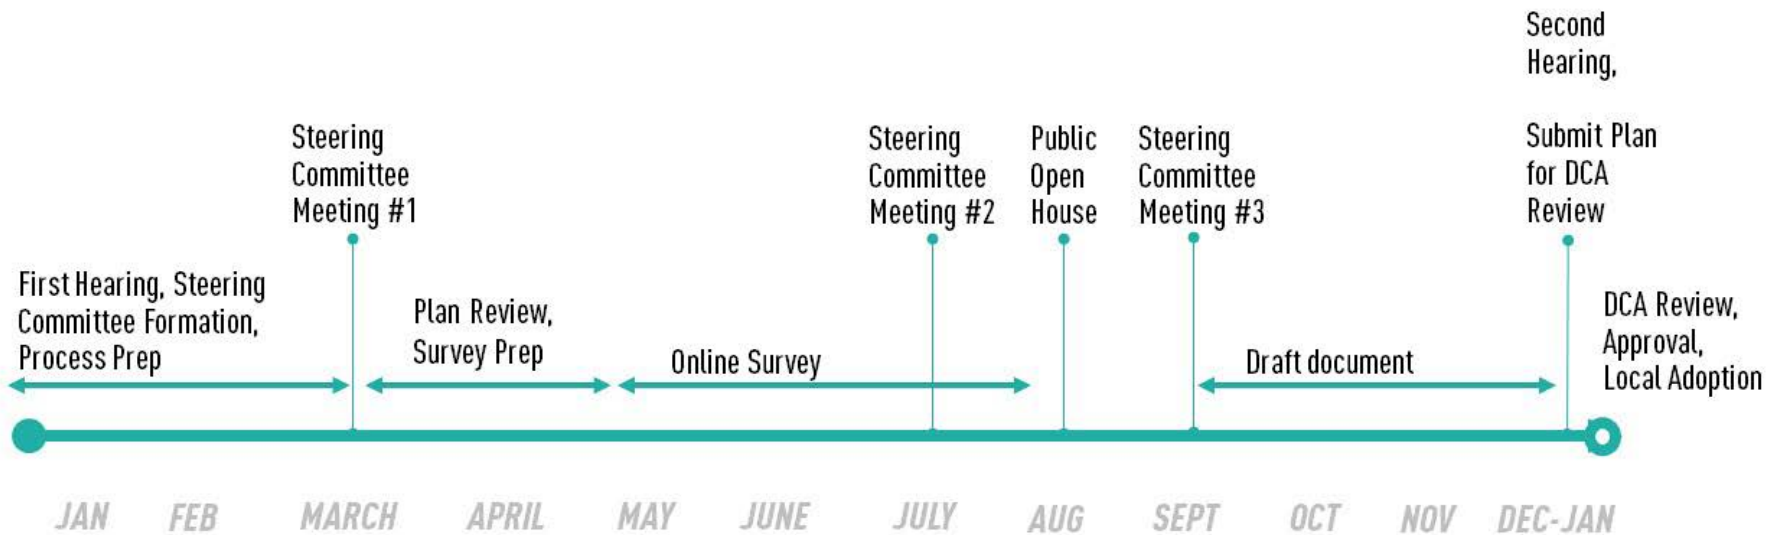 Second
Hearing,
Submit Plan
for DCA
Review
Steering
Committee
Meeting #1
Steering
Committee
Meeting #2
Public
Open
House
Steering
Committee
Meeting #3
First Hearing, Steering
Committee Formation,
Process Prep
Plan Review,
Survey Prep
Online Survey
Draft document
DCA Review,
Approval,
Local Adoption
JAN
FEB
MARCH
APRIL
MAY
JUNE
JULY
AUG
SEPT
OCT
NOV
DEC-JAN